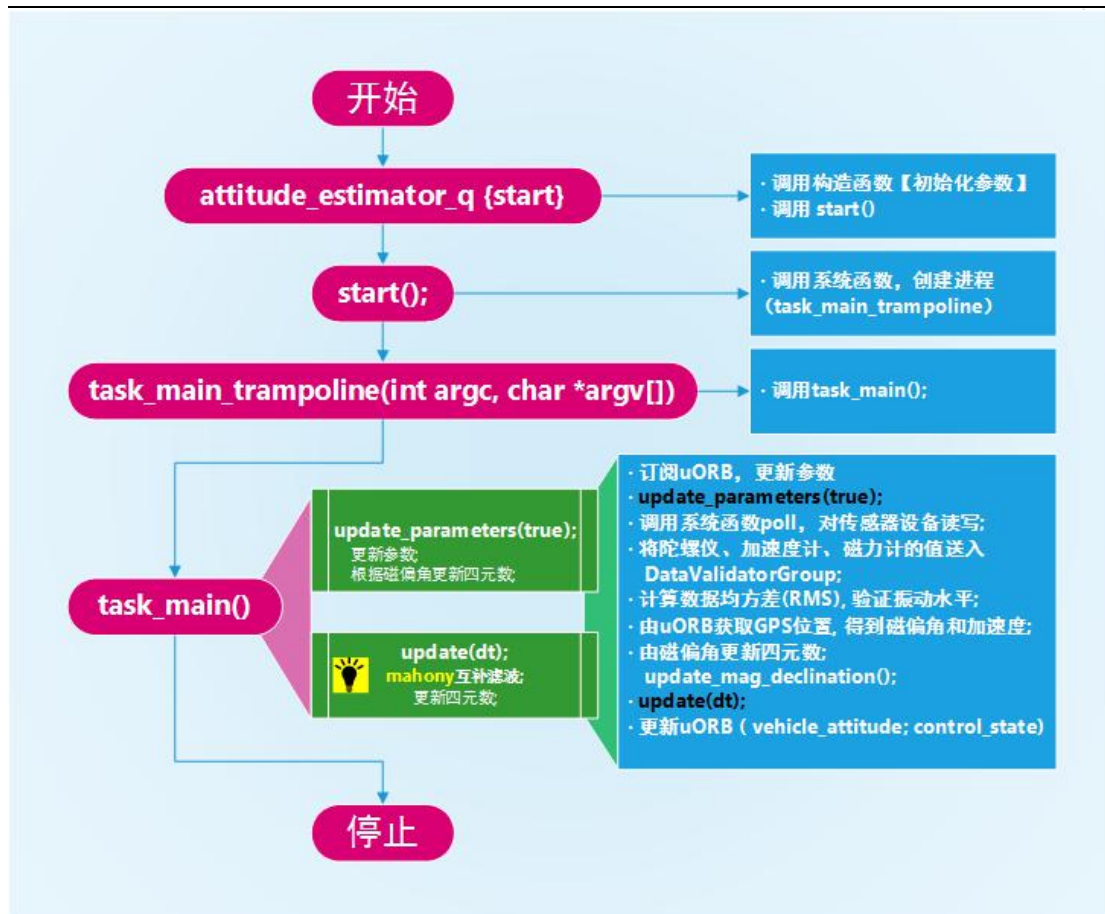 开始
attitude_estimator_q {start}
· 调用构造函数【初始化参数】
· 调用 start()
start();
· 调用系统函数，创建进程
（task_main_trampoline）
task_main_trampoline(int argc, char *argv[])
· 调用task_main();
task_main()
update_parameters(true);
更新参数;
根据磁偏角更新四元数;
update(dt);
mahony互补滤波;
更新四元数;
· 订阅uORB，更新参数
· update_parameters(true);
· 调用系统函数poll，对传感器设备读写;
· 将陀螺仪、加速度计、磁力计的值送入
DataValidatorGroup;
· 计算数据均方差(RMS), 验证振动水平;
· 由uORB获取GPS位置, 得到磁偏角和加速度;
· 由磁偏角更新四元数;
update_mag_declination();
· update(dt);
· 更新uORB ( vehicle_attitude; control_state)
停止